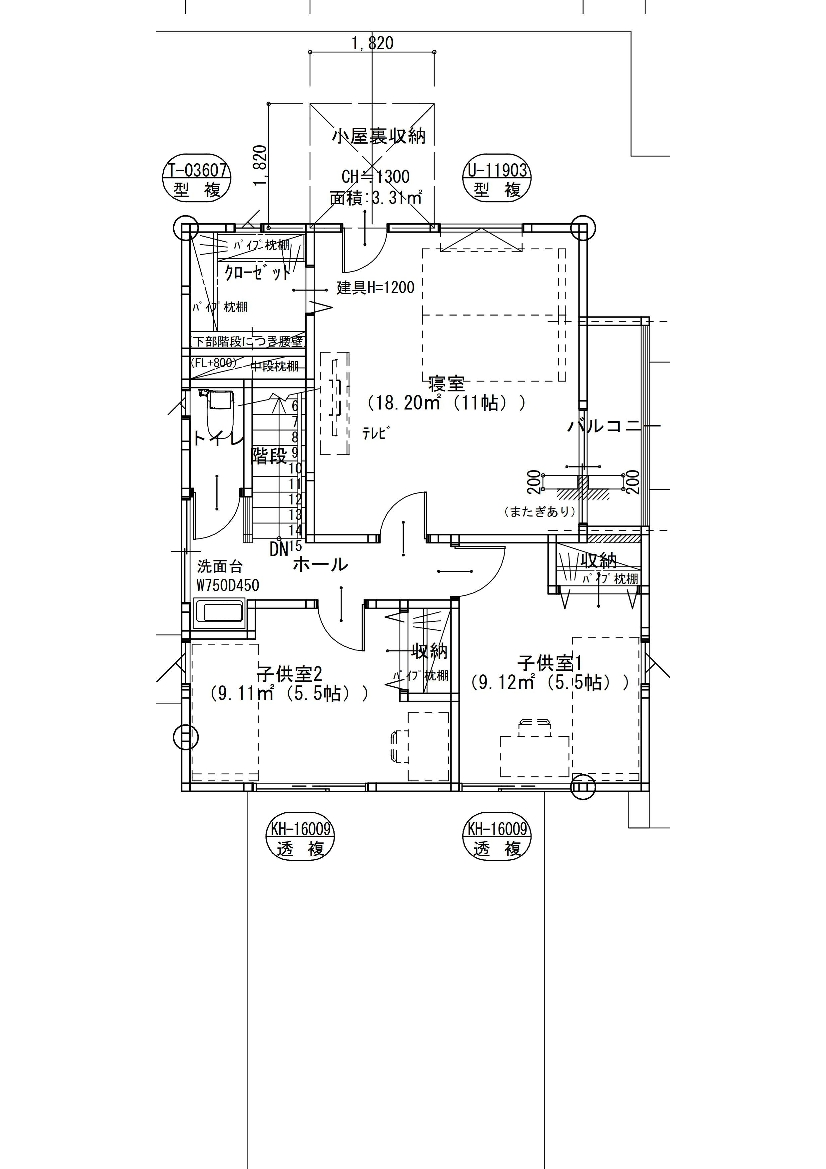 1,820
1,820
小屋裏収納
CH≒1300
面積:3.31㎡
T-03607
型 複
U-11903
型 複
パイプ 枕棚
クローゼット
建具H=1200
パイプ 枕棚
下部階段につき腰壁
(FL+800)
中段枕棚
寝室
(18.20㎡ (11帖) )
テレビ
トイレ
階段
6
7
8
9
10
11
12
13
14
15
DN
バルコニ
200
200
(またぎあり)
洗面台
W750D450
ホール
収納
パイプ 枕棚
収納
パイプ 枕棚
子供室2
(9.11㎡ (5.5帖) )
子供室1
(9.12㎡ (5.5帖) )
KH-16009
透 複
KH-16009
透 複